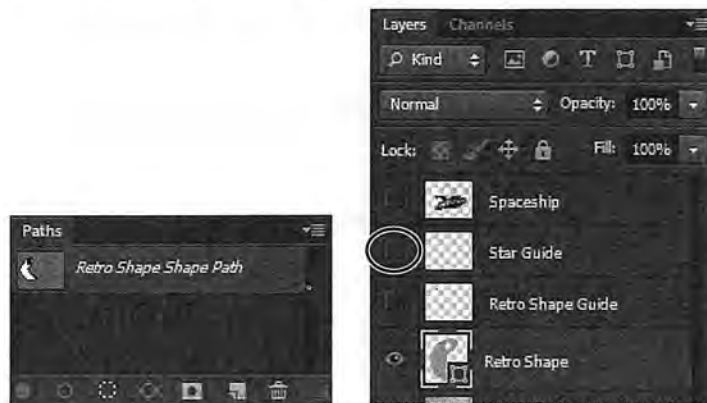 Paths
Retro Shape Shape Path
Layers Channels
Kind
Normal Opacity: 100%
Lock: Fill: 100%
Spaceship
Star Guide
Retro Shape Guide
Retro Shape